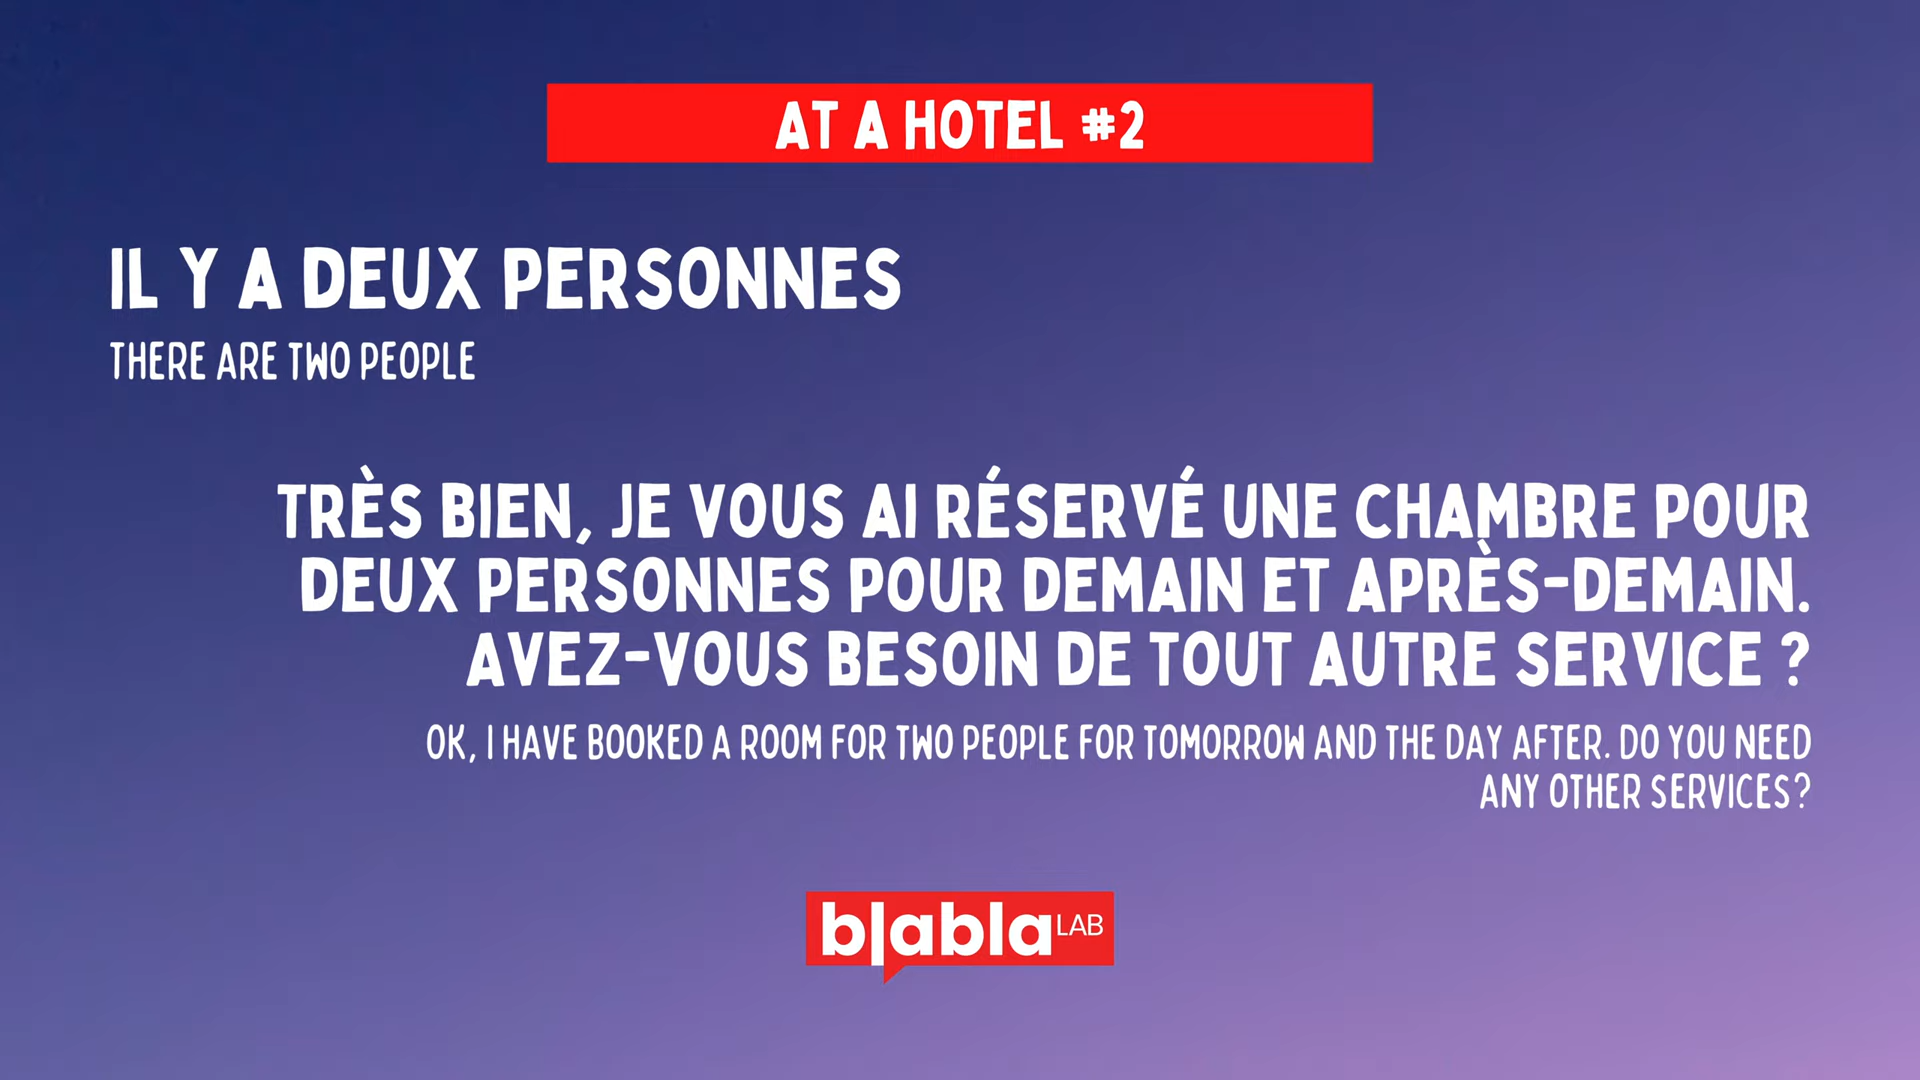 AT A HOTEL #2
IL Y A DEUX PERSONNES
THERE ARE TWO PEOPLE
TRÈS BIEN, JE VOUS AI RÉSERVÉ UNE CHAMBRE POUR
DEUX PERSONNES POUR DEMAIN ET APRÈS-DEMAIN.
AVEZ-VOUS BESOIN DE TOUT AUTRE SERVICE ?
OK, I HAVE BOOKED A ROOM FOR TWO PEOPLE FOR TOMORROW AND THE DAY AFTER. DO YOU NEED
ANY OTHER SERVICES?
blabla LAB